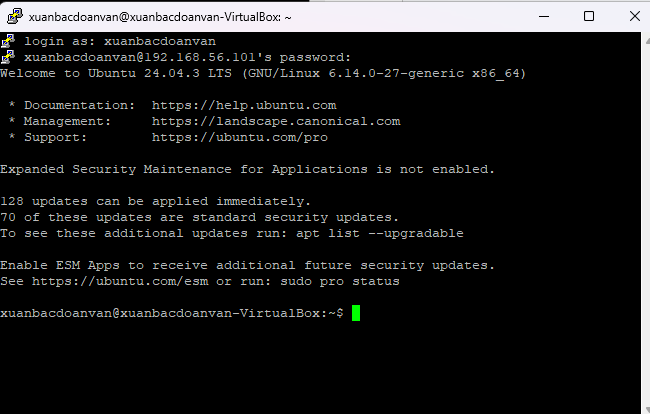 xuanbacdoanvan@xuanbacdoanvan-VirtualBox: ~
login as: xuanbacdoanvan
xuanbacdoanvan@192.168.56.101's password:
Welcome to Ubuntu 24.04.3 LTS (GNU/Linux 6.14.0-27-generic x86_64)
* Documentation:  https://help.ubuntu.com
* Management:     https://landscape.canonical.com
* Support:        https://ubuntu.com/pro
Expanded Security Maintenance for Applications is not enabled.
128 updates can be applied immediately.
70 of these updates are standard security updates.
To see these additional updates run: apt list --upgradable
Enable ESM Apps to receive additional future security updates.
See https://ubuntu.com/esm or run: sudo pro status
xuanbacdoanvan@xuanbacdoanvan-VirtualBox:~$